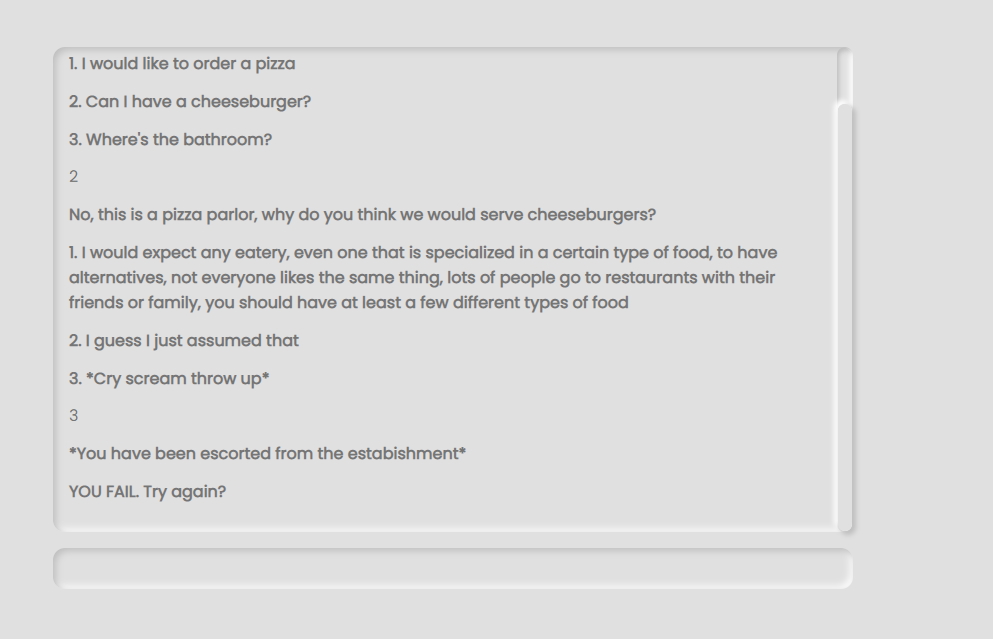 1. I would like to order a pizza
2. Can I have a cheeseburger?
3. Where's the bathroom?
2
No, this is a pizza parlor, why do you think we would serve cheeseburgers?
1. I would expect any eatery, even one that is specialized in a certain type of food, to have
alternatives, not everyone likes the same thing, lots of people go to restaurants with their
friends or family, you should have at least a few different types of food
2. I guess I just assumed that
3. *Cry scream throw up*
3
*You have been escorted from the estabishment*
YOU FAIL. Try again?